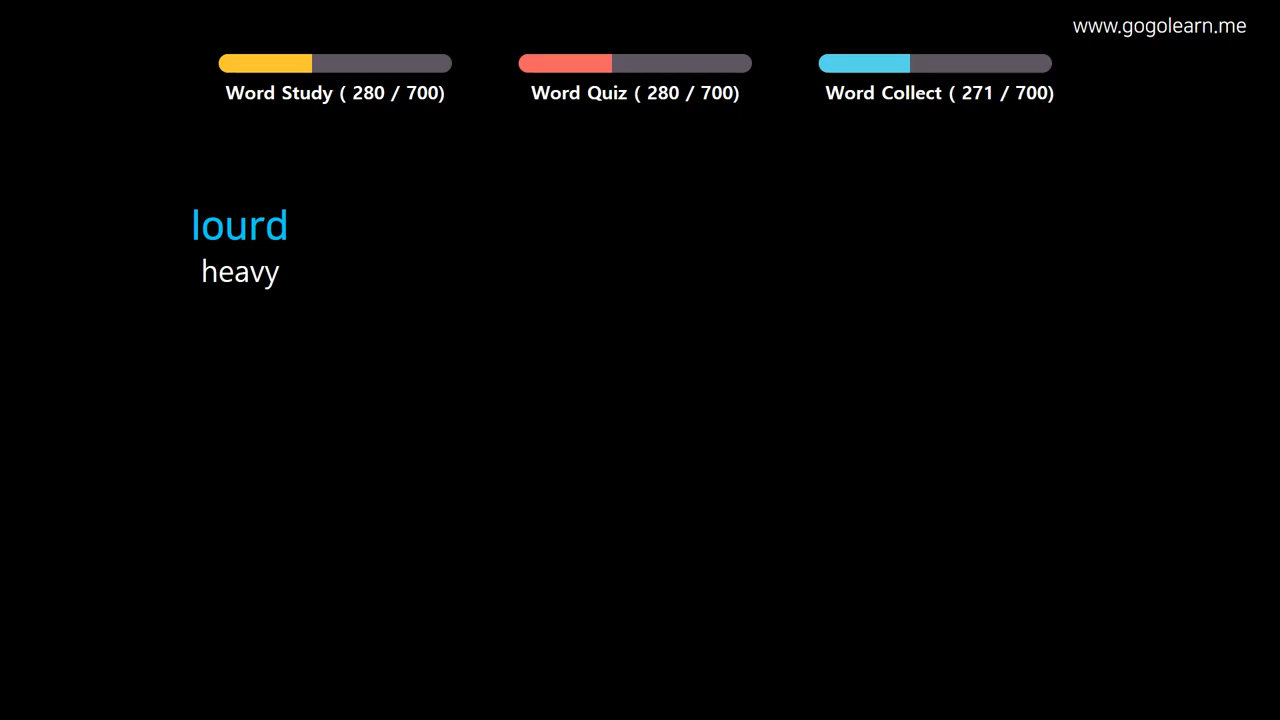 www.gogolearn.me
Word Study ( 280 / 700)
Word Quiz ( 280 / 700)
Word Collect ( 271 / 700)
lourd
heavy